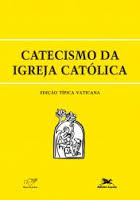 CATECISMO DA
IGREJA CATÓLICA
EDIÇÃO TÍPICA VATICANA